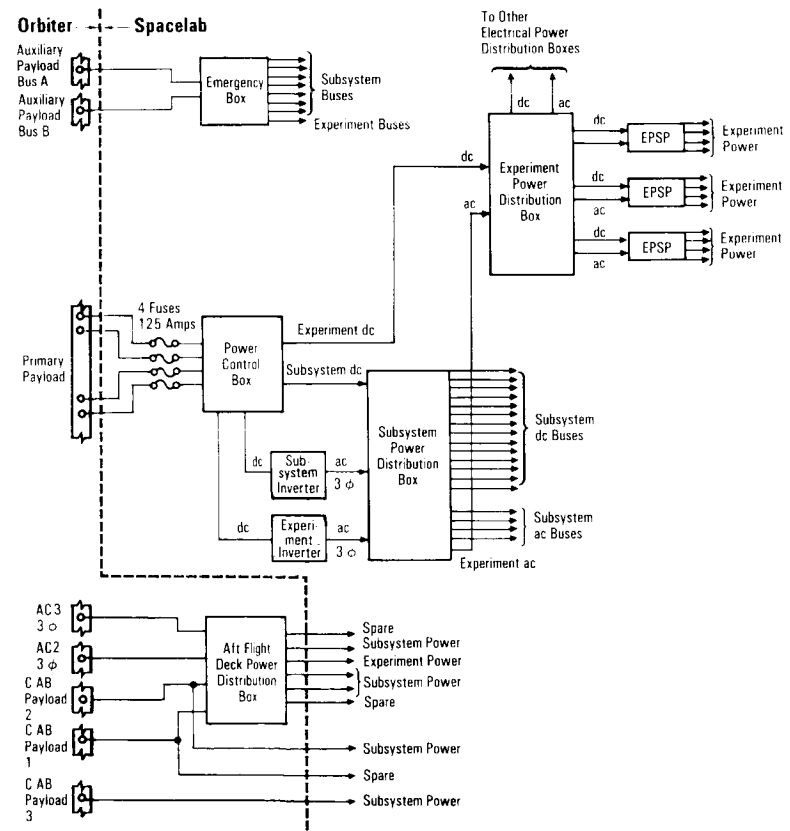 Orbiter
Spacelab
To Other
Electrical Power
Distribution Boxes
Auxiliary
Payload
Bus A
Auxiliary
Payload
Bus B
Emergency
Box
Subsystem
Buses
Experiment Buses
dc
ac
dc
ac
Experiment
Power
Distribution
Box
dc
EPSP
Experiment
Power
dc
ac
EPSP
Experiment
Power
dc
ac
EPSP
Experiment
Power
4 Fuses
125 Amps
Primary
Payload
Power
Control
Box
Experiment dc
Subsystem dc
Subsystem
Power
Distribution
Box
Subsystem
dc Buses
dc
Sub-
system
Inverter
ac
3 ϕ
dc
Experi-
ment
Inverter
ac
3 ϕ
Subsystem
ac Buses
Experiment ac
AC3
3 ϕ
AC2
3 ϕ
C AB
Payload
2
C AB
Payload
1
C AB
Payload
3
Aft Flight
Deck Power
Distribution
Box
Spare
Subsystem Power
Experiment Power
Subsystem Power
Spare
Subsystem Power
Spare
Subsystem Power